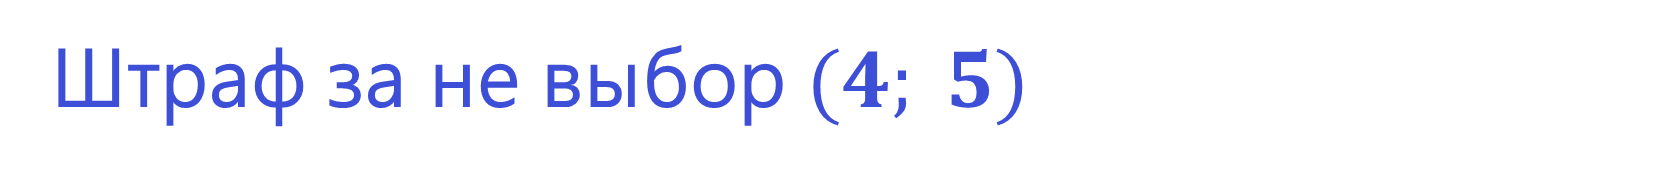 Штраф за не выбор (4; 5)